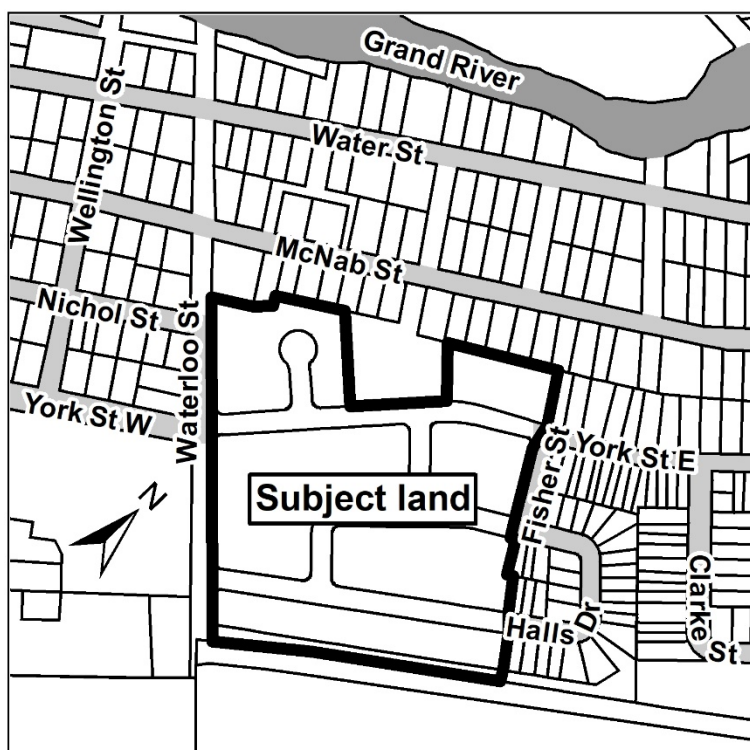 Grand River
Wellington St
Water St
McNab St
Nichol St
Waterloo St
York St W
York St E
Fisher St
Subject land
N
Halls Dr
Clarke St